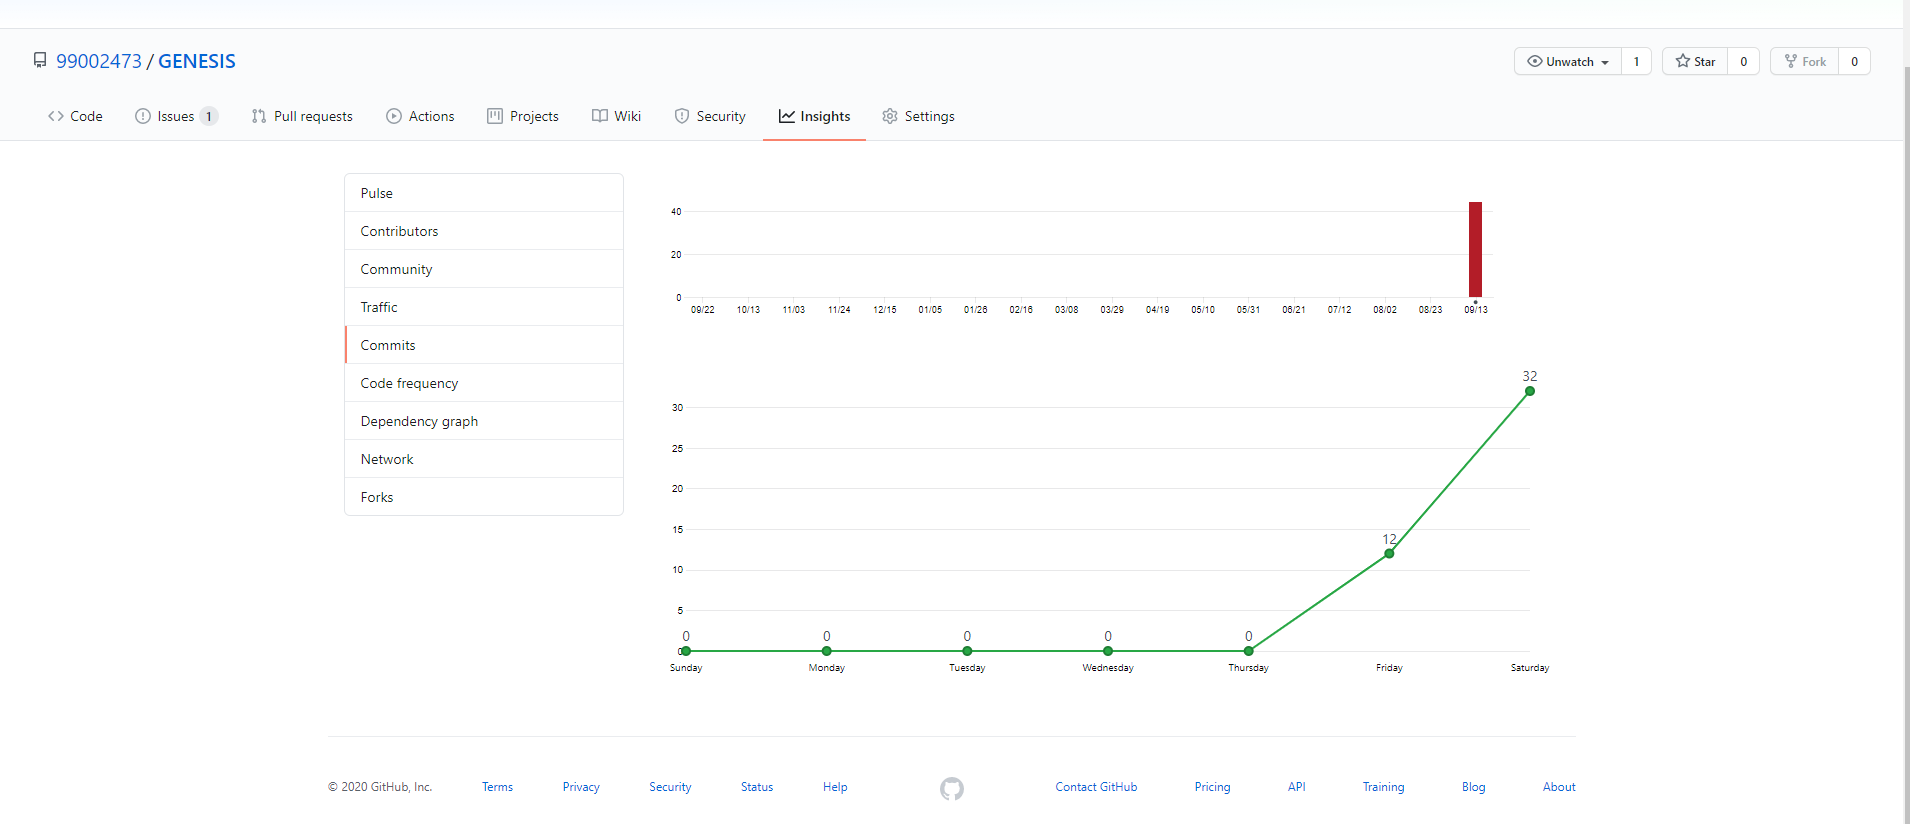 99002473 / GENESIS
Unwatch 1 Star 0 Fork 0
Code Issues 1 Pull requests Actions Projects Wiki Security Insights Settings
Pulse
Contributors
Community
Traffic
Commits
Code frequency
Dependency graph
Network
Forks
40
20
0
09/22 10/13 11/03 11/24 12/15 01/05 01/26 02/16 03/08 03/29 04/19 05/10 05/31 06/21 07/12 08/02 08/23 09/13
32
30
25
20
15
12
10
5
0 0 0 0 0
0
Sunday Monday Tuesday Wednesday Thursday Friday Saturday
© 2020 GitHub, Inc. Terms Privacy Security Status Help Contact GitHub Pricing API Training Blog About